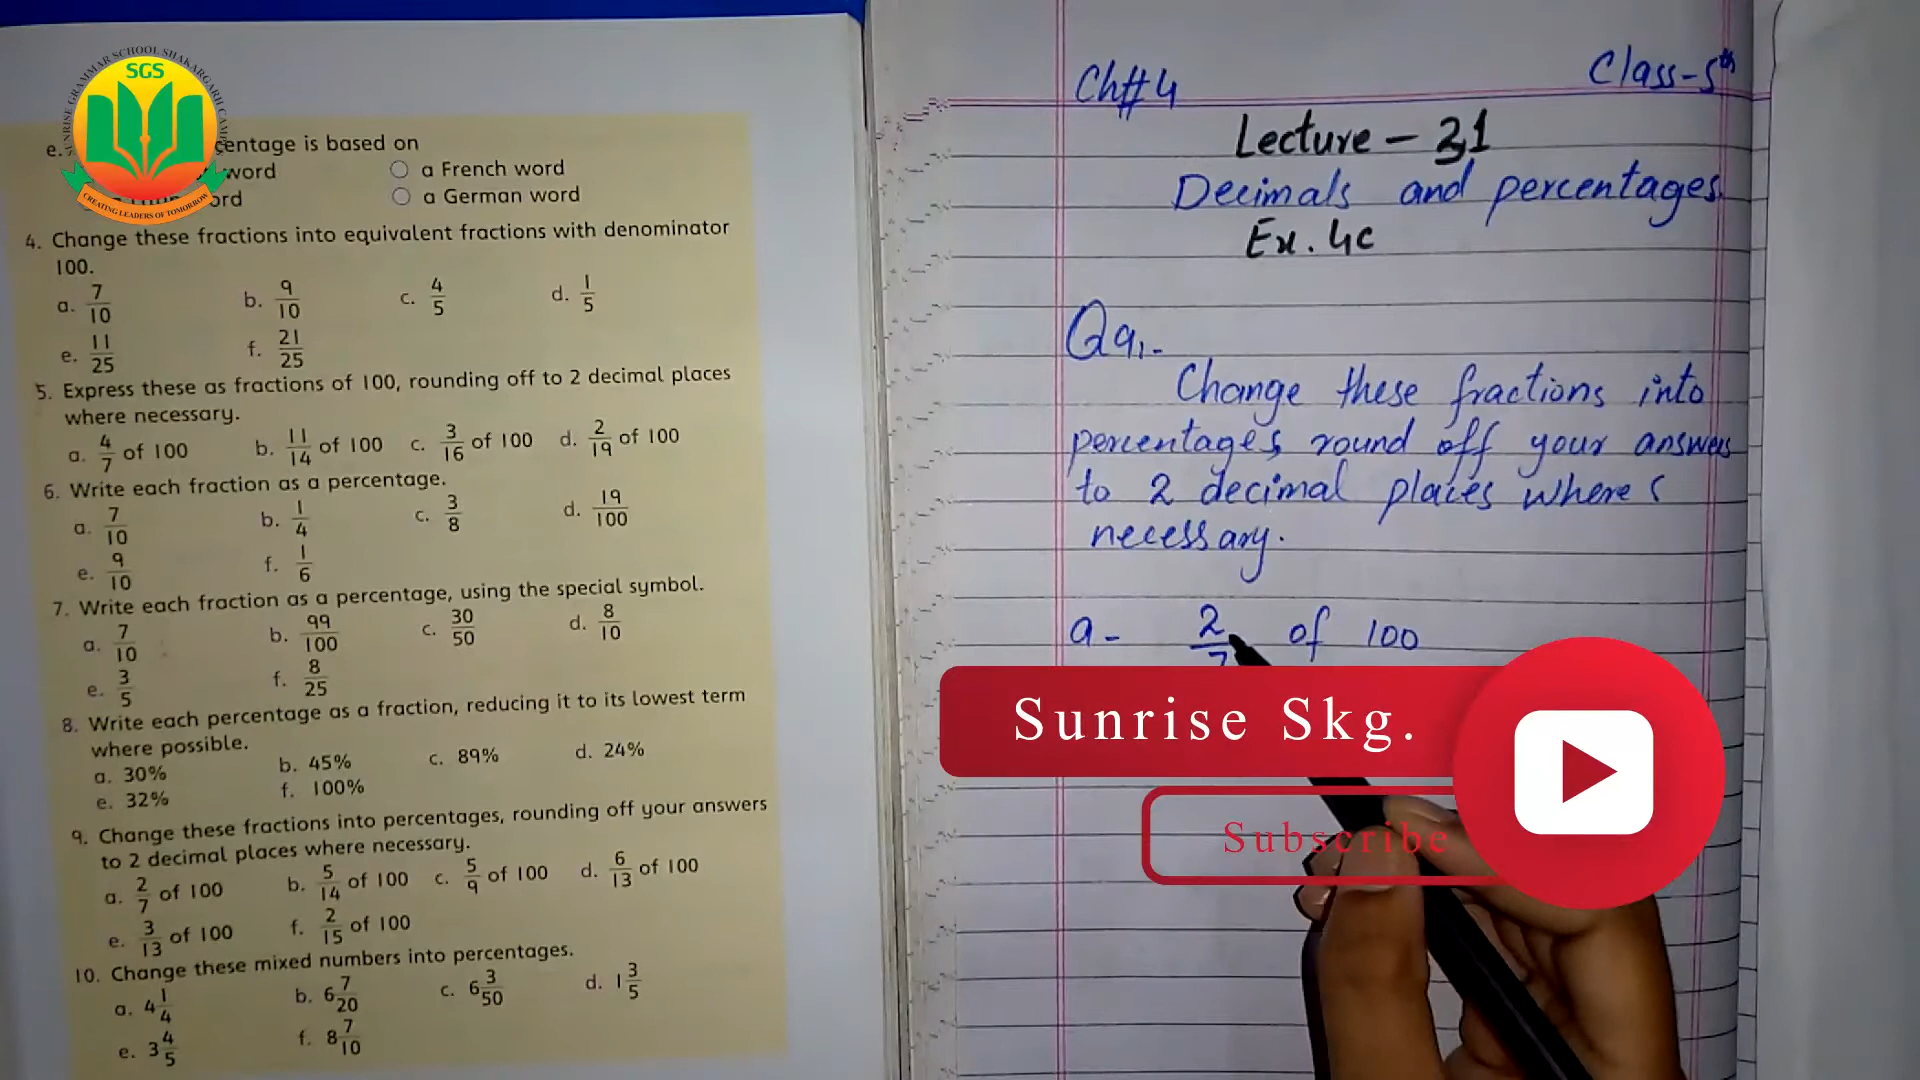 SUNRISE GRAMMAR SCHOOL SHAKARGARH CAMPUS
SGS
CREATING LEADERS OF TOMORROW
e. centage is based on
word ○ a French word
ord ○ a German word
4. Change these fractions into equivalent fractions with denominator
100.
a. 7/10 b. 9/10 c. 4/5 d. 1/5
e. 11/25 f. 21/25
5. Express these as fractions of 100, rounding off to 2 decimal places
where necessary.
a. 4/7 of 100 b. 11/14 of 100 c. 3/16 of 100 d. 2/19 of 100
6. Write each fraction as a percentage.
a. 7/10 b. 1/4 c. 3/8 d. 19/100
e. 9/10 f. 1/6
7. Write each fraction as a percentage, using the special symbol.
a. 7/10 b. 99/100 c. 30/50 d. 8/10
e. 3/5 f. 8/25
8. Write each percentage as a fraction, reducing it to its lowest term
where possible.
a. 30% b. 45% c. 89% d. 24%
e. 32% f. 100%
9. Change these fractions into percentages, rounding off your answers
to 2 decimal places where necessary.
a. 2/7 of 100 b. 5/14 of 100 c. 5/9 of 100 d. 6/13 of 100
e. 3/13 of 100 f. 2/15 of 100
10. Change these mixed numbers into percentages.
a. 4 1/4 b. 6 7/20 c. 6 3/50 d. 1 3/5
e. 3 4/5 f. 8 7/10
Ch# 4 Class-5th
Lecture - 31
Decimals and percentages
Ex. 4c
Q9.-
Change these fractions into
percentages, round off your answers
to 2 decimal places where
necessary.
a- 2/7 of 100
Sunrise Skg.
Subscribe